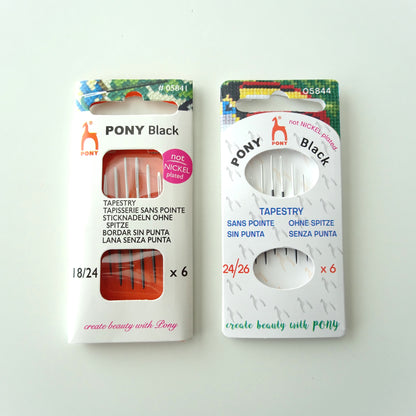 # 05841
PONY
PONY Black
not
NICKEL
plated
TAPESTRY
TAPISSERIE SANS POINTE
STICKNADELN OHNE
SPITZE
BORDAR SIN PUNTA
LANA SENZA PUNTA
18/24 x 6
create beauty with Pony
05844
not NICKEL plated
PONY
PONY Black
TAPESTRY
SANS POINTE OHNE SPITZE
SIN PUNTA SENZA PUNTA
24/26 x 6
create beauty with PONY